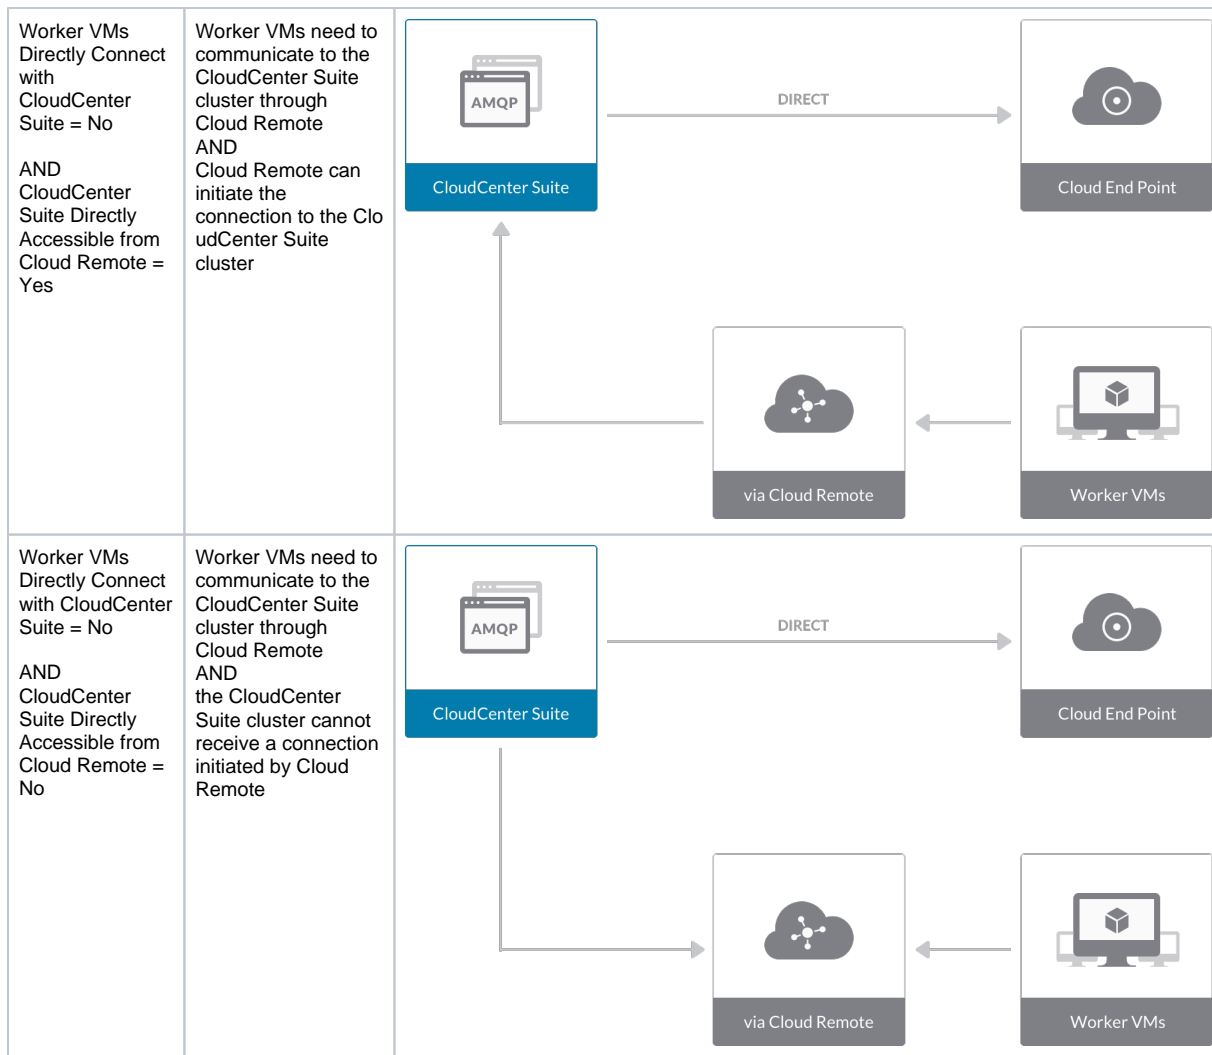 Worker VMs
Directly Connect
with
CloudCenter
Suite = No
AND
CloudCenter
Suite Directly
Accessible from
Cloud Remote =
Yes
Worker VMs need to
communicate to the
CloudCenter Suite
cluster through
Cloud Remote
AND
Cloud Remote can
initiate the
connection to the Clo
udCenter Suite
cluster
AMQP
DIRECT
CloudCenter Suite
Cloud End Point
via Cloud Remote
Worker VMs
Worker VMs
Directly Connect
with CloudCenter
Suite = No
AND
CloudCenter
Suite Directly
Accessible from
Cloud Remote =
No
Worker VMs need to
communicate to the
CloudCenter Suite
cluster through
Cloud Remote
AND
the CloudCenter
Suite cluster cannot
receive a connection
initiated by Cloud
Remote
AMQP
DIRECT
CloudCenter Suite
Cloud End Point
via Cloud Remote
Worker VMs